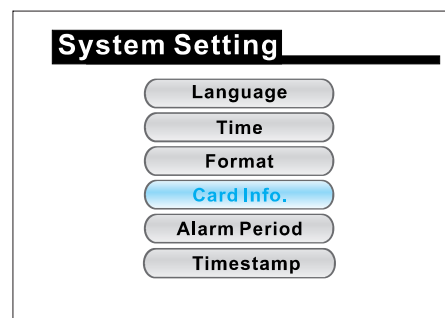 System Setting
Language
Time
Format
Card Info.
Alarm Period
Timestamp